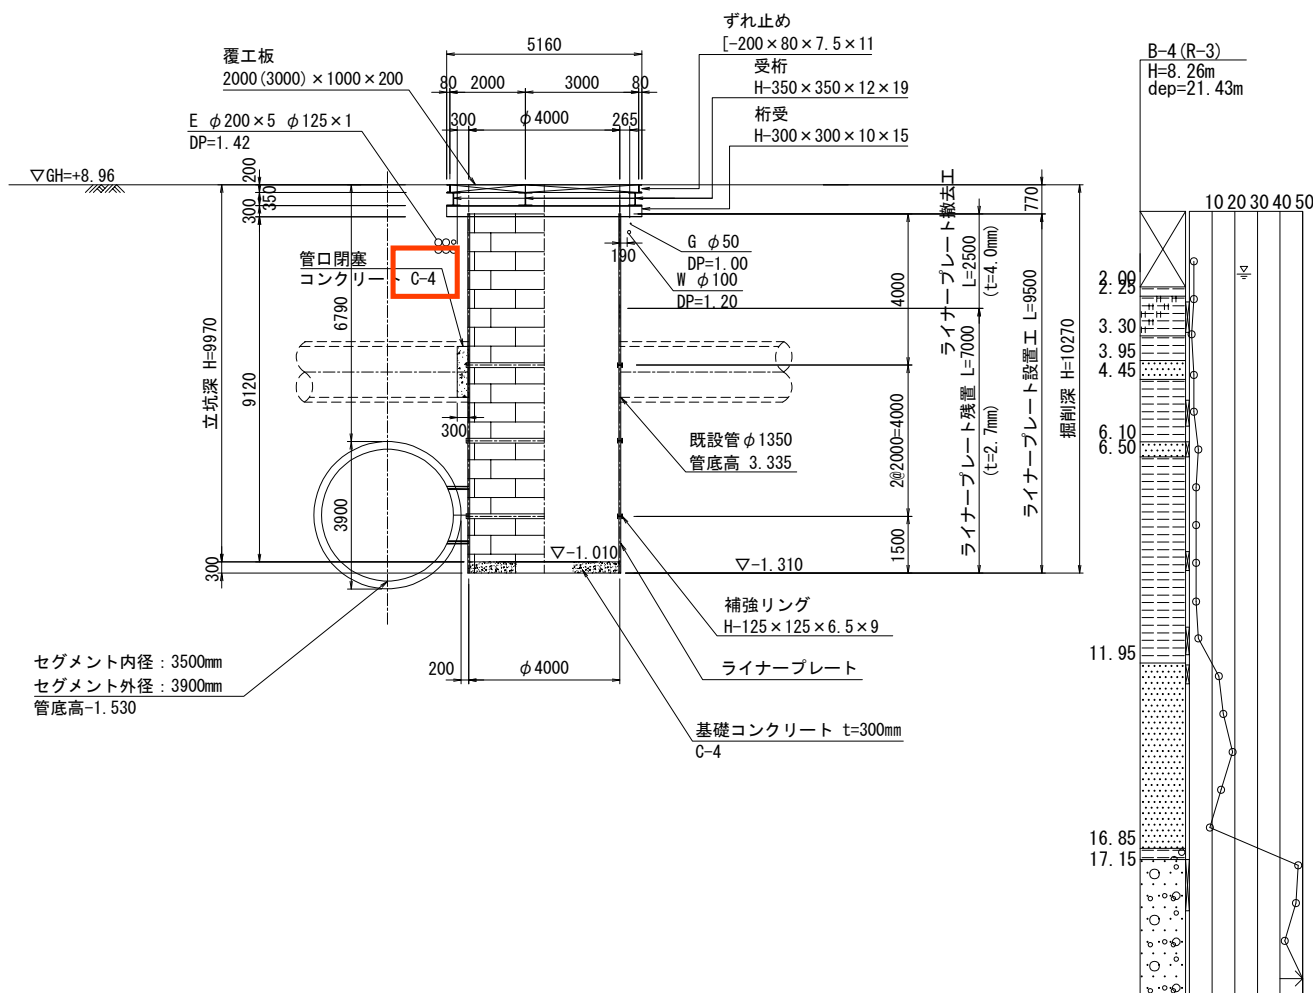 ずれ止め
[-200×80×7.5×11
受桁
H-350×350×12×19
桁受
H-300×300×10×15
覆工板
2000(3000)×1000×200
5160
80 2000 3000 80
300 φ4000 265
E φ200×5 φ125×1
DP=1.42
▽GH=+8.96
200
350
300
770
管口閉塞
コンクリート C-4
G φ50
DP=1.00
W φ100
DP=1.20
190
6790
9120
立坑深 H=9970
3900
300
300
4000
2@2000=4000
1500
ライナープレート撤去工 L=2500
(t=4.0mm)
ライナープレート残置 L=7000
(t=2.7mm)
ライナープレート設置工 L=9500
掘削深 H=10270
既設管φ1350
管底高 3.335
▽-1.010
▽-1.310
補強リング
H-125×125×6.5×9
ライナープレート
200 φ4000
基礎コンクリート t=300mm
C-4
セグメント内径：3500mm
セグメント外径：3900mm
管底高-1.530
B-4(R-3)
H=8.26m
dep=21.43m
10 20 30 40 50
2.00
2.25
3.30
3.95
4.45
6.10
6.50
11.95
16.85
17.15